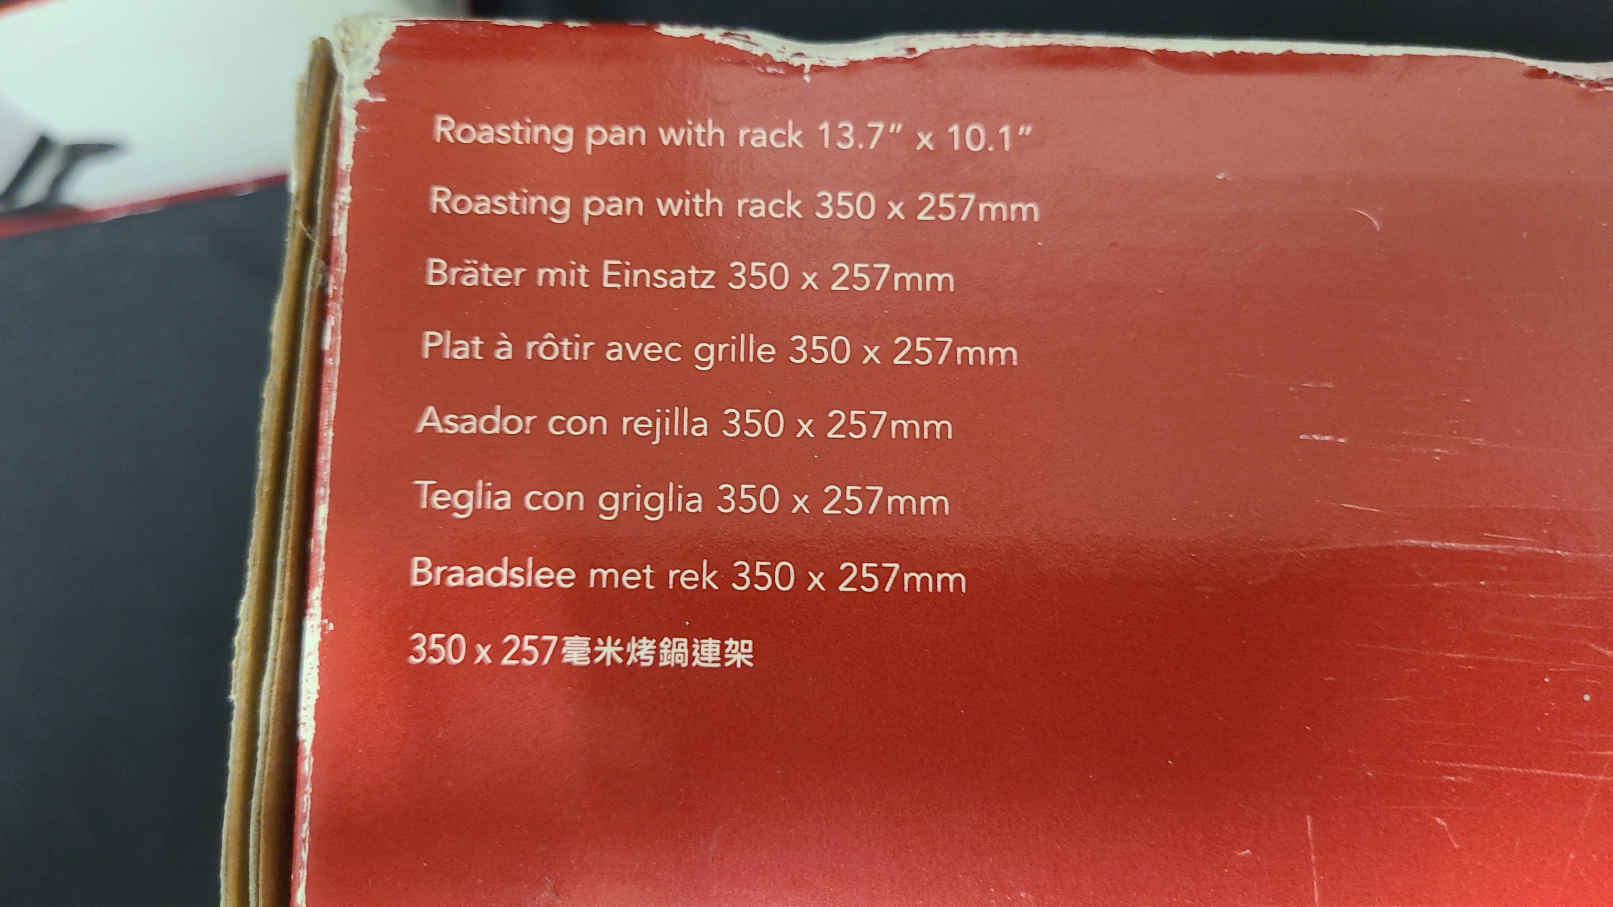 Roasting pan with rack 13.7” x 10.1”
Roasting pan with rack 350 x 257mm
Bräter mit Einsatz 350 x 257mm
Plat à rôtir avec grille 350 x 257mm
Asador con rejilla 350 x 257mm
Teglia con griglia 350 x 257mm
Braadslee met rek 350 x 257mm
350 x 257毫米烤鍋連架